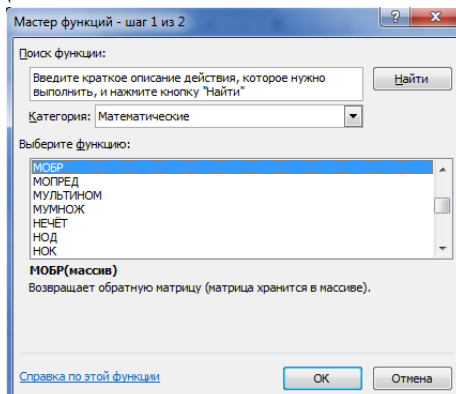 Мастер функций - шаг 1 из 2
Поиск функции:
Введите краткое описание действия, которое нужно
выполнить, и нажмите кнопку "Найти"
Найти
Категория: Математические
Выберите функцию:
МОБР
МОПРЕД
МУЛЬТИНОМ
МУМНОЖ
НЕЧЁТ
НОД
НОК
МОБР(массив)
Возвращает обратную матрицу (матрица хранится в массиве).
Справка по этой функции
ОК
Отмена